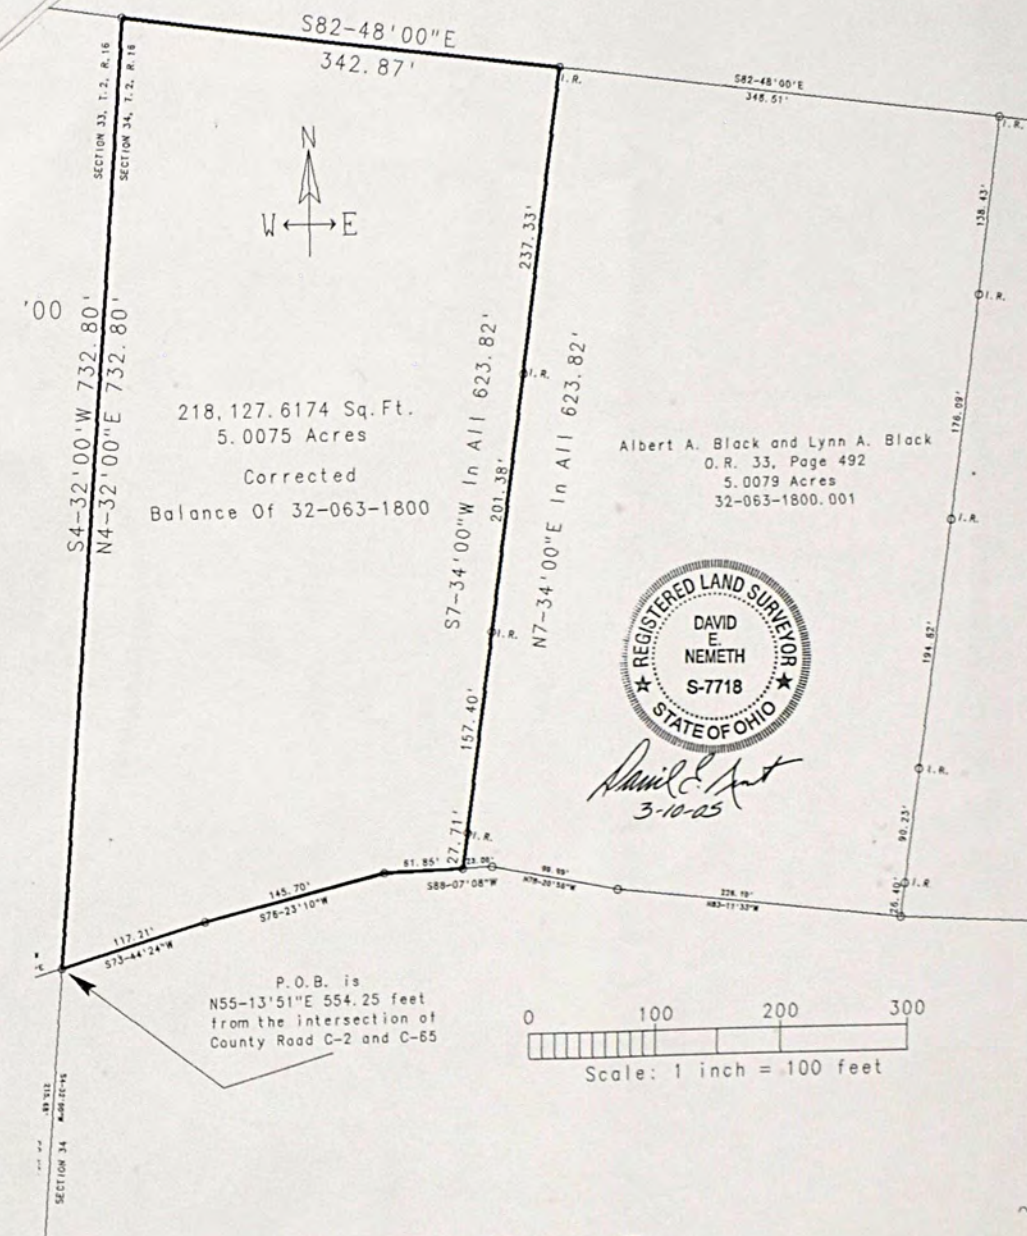 S82-48'00"E
342.87'
I.R.
S82-48'00"E
348.51'
I.R.
SECTION 33, T.2, R.16
SECTION 34, T.2, R.16
N
W E
237.33'
138.43'
I.R.
'00
S4-32'00"W 732.80'
N4-32'00"E 732.80'
I.R.
218,127.6174 Sq.Ft.
5.0075 Acres
Corrected
Balance Of 32-063-1800
S7-34'00"W In All 623.82'
N7-34'00"E In All 623.82'
201.38'
176.09'
Albert A. Black and Lynn A. Black
O.R. 33, Page 492
5.0079 Acres
32-063-1800.001
I.R.
REGISTERED LAND SURVEYOR
DAVID
E.
NEMETH
S-7718
STATE OF OHIO
I.R.
194.62'
157.40'
David E.
3-10-05
I.R.
90.23'
I.R.
27.71'
61.85'
S88-07'08"W
I.R.
26.40'
145.70'
S76-23'10"W
117.21'
S73-44'24"W
P.O.B. is
N55-13'51"E 554.25 feet
from the intersection of
County Road C-2 and C-65
0 100 200 300
Scale: 1 inch = 100 feet
SECTION 34